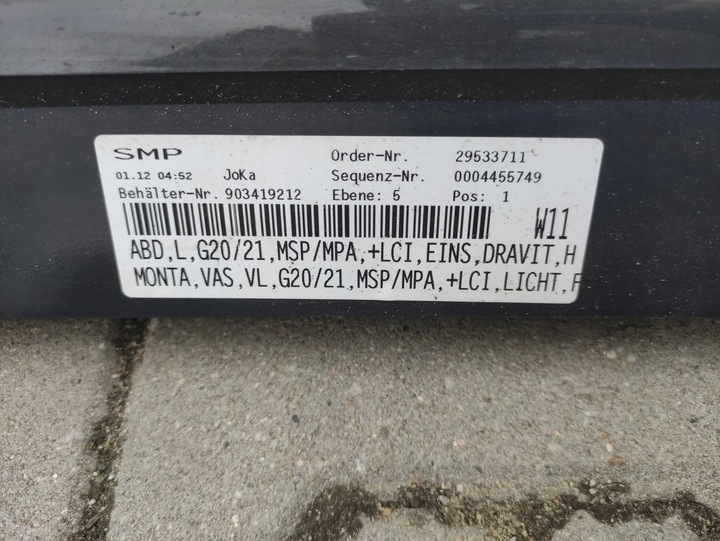 SMP Order-Nr. 29533711
01.12 04:52 JoKa Sequenz-Nr. 0004455749
Behälter-Nr. 903419212 Ebene: 5 Pos: 1
W11
ABD,L,G20/21,MSP/MPA,+LCI,EINS,DRAVIT,H
MONTA,VAS,VL,G20/21,MSP/MPA,+LCI,LICHT,F